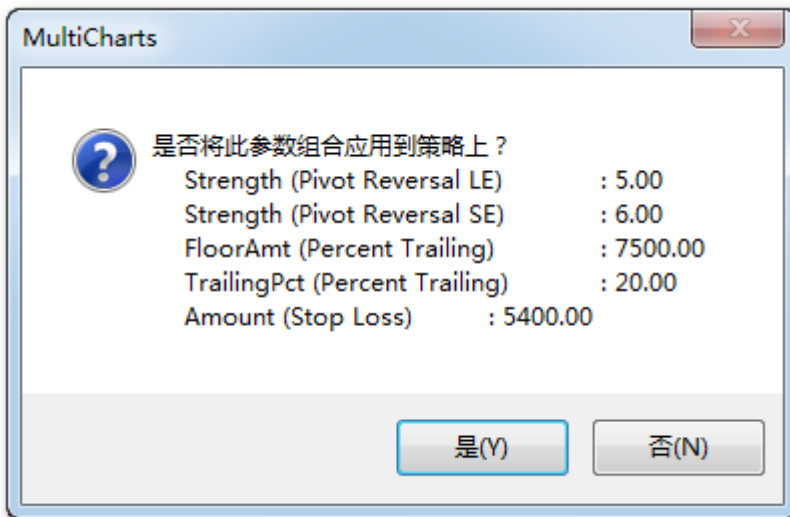 MultiCharts
X
是否将此参数组合应用到策略上？
Strength (Pivot Reversal LE) : 5.00
Strength (Pivot Reversal SE) : 6.00
FloorAmt (Percent Trailing) : 7500.00
TrailingPct (Percent Trailing) : 20.00
Amount (Stop Loss) : 5400.00
是(Y) 否(N)